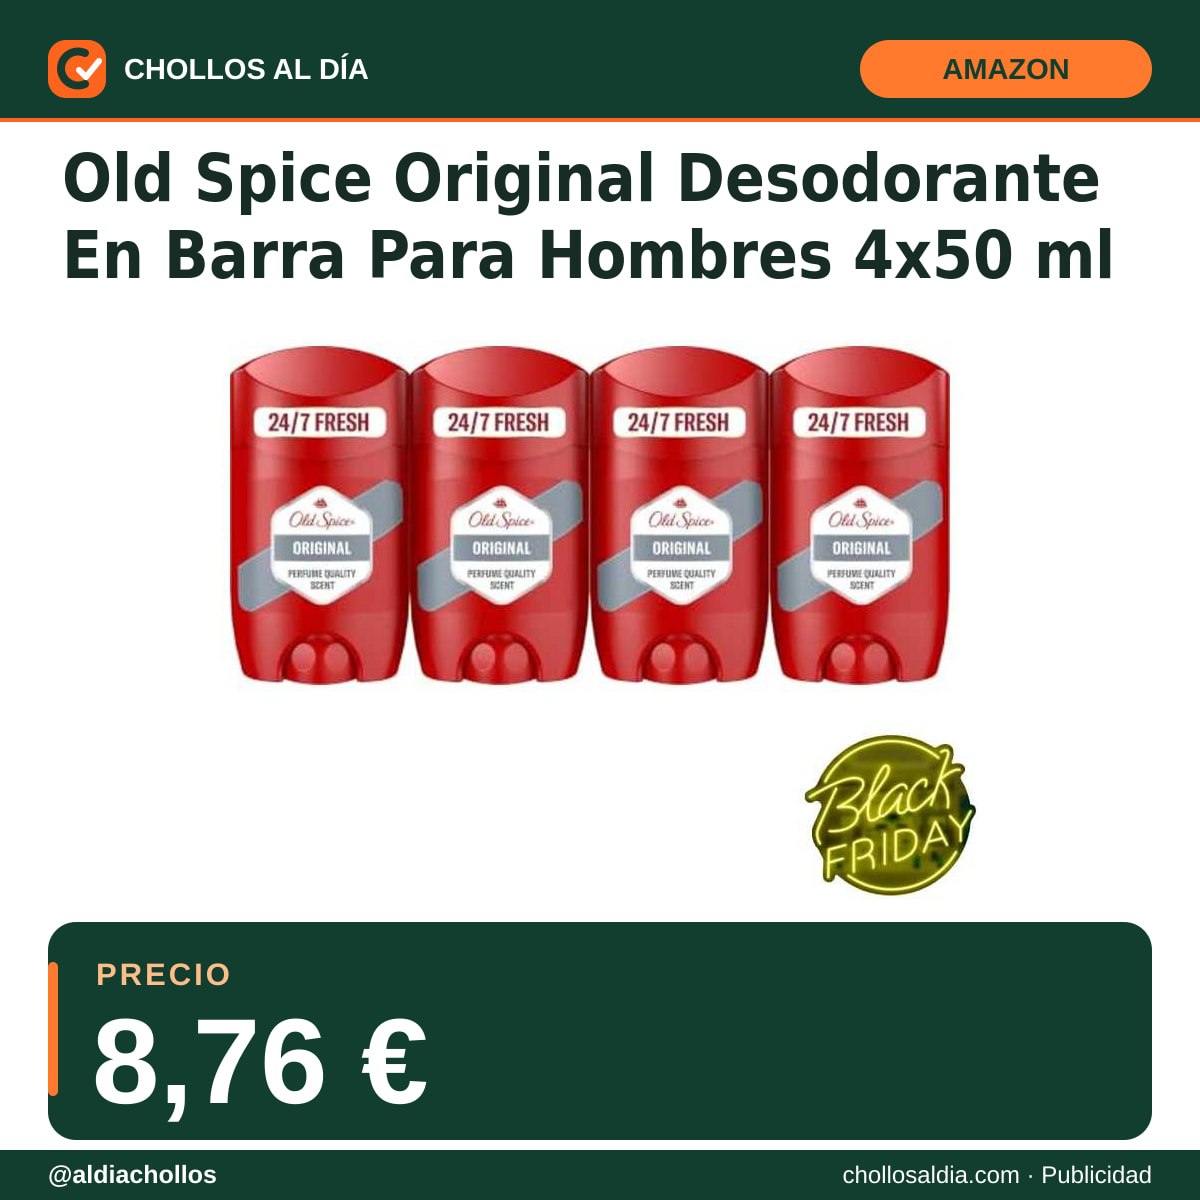 CHOLLOS AL DÍA
AMAZON
Old Spice Original Desodorante
En Barra Para Hombres 4x50 ml
24/7 FRESH
24/7 FRESH
24/7 FRESH
24/7 FRESH
Old Spice
Old Spice
Old Spice
Old Spice
ORIGINAL
ORIGINAL
ORIGINAL
ORIGINAL
PERFUME QUALITY
SCENT
PERFUME QUALITY
SCENT
PERFUME QUALITY
SCENT
PERFUME QUALITY
SCENT
Black
FRIDAY
PRECIO
8,76 €
@aldiachollos
chollosaldia.com · Publicidad